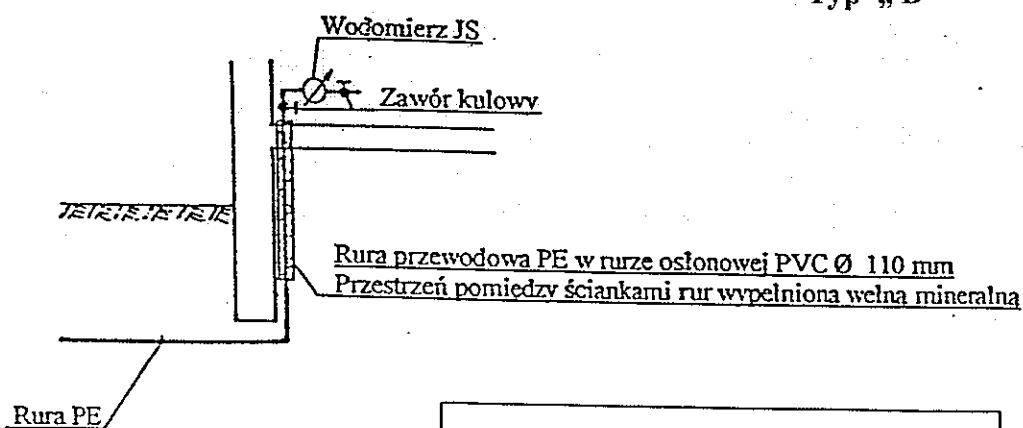 Typ „ B
Wodomierz JS
Zawór kulowy
Rura przewodowa PE w rurze osłonowej PVC Ø 110 mm
Przestrzeń pomiędzy ściankami rur wypełniona wełną mineralną
Rura PE